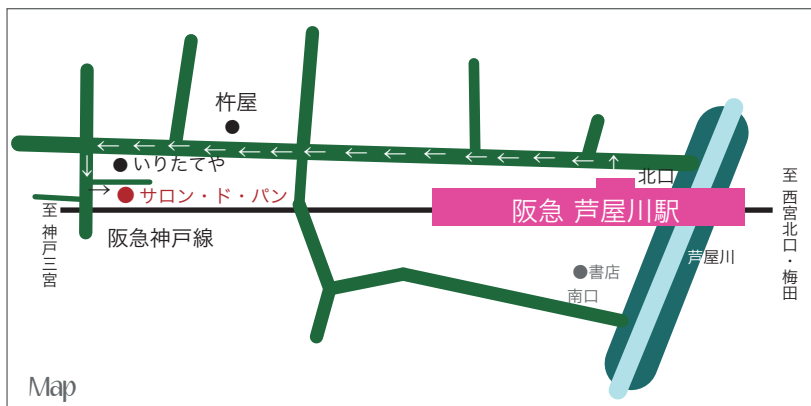 杵屋
いりたてや
サロン・ド・パン
北口
阪急 芦屋川駅
至 西宮北口・梅田
至 神戸三宮
阪急神戸線
芦屋川
書店
南口
Map